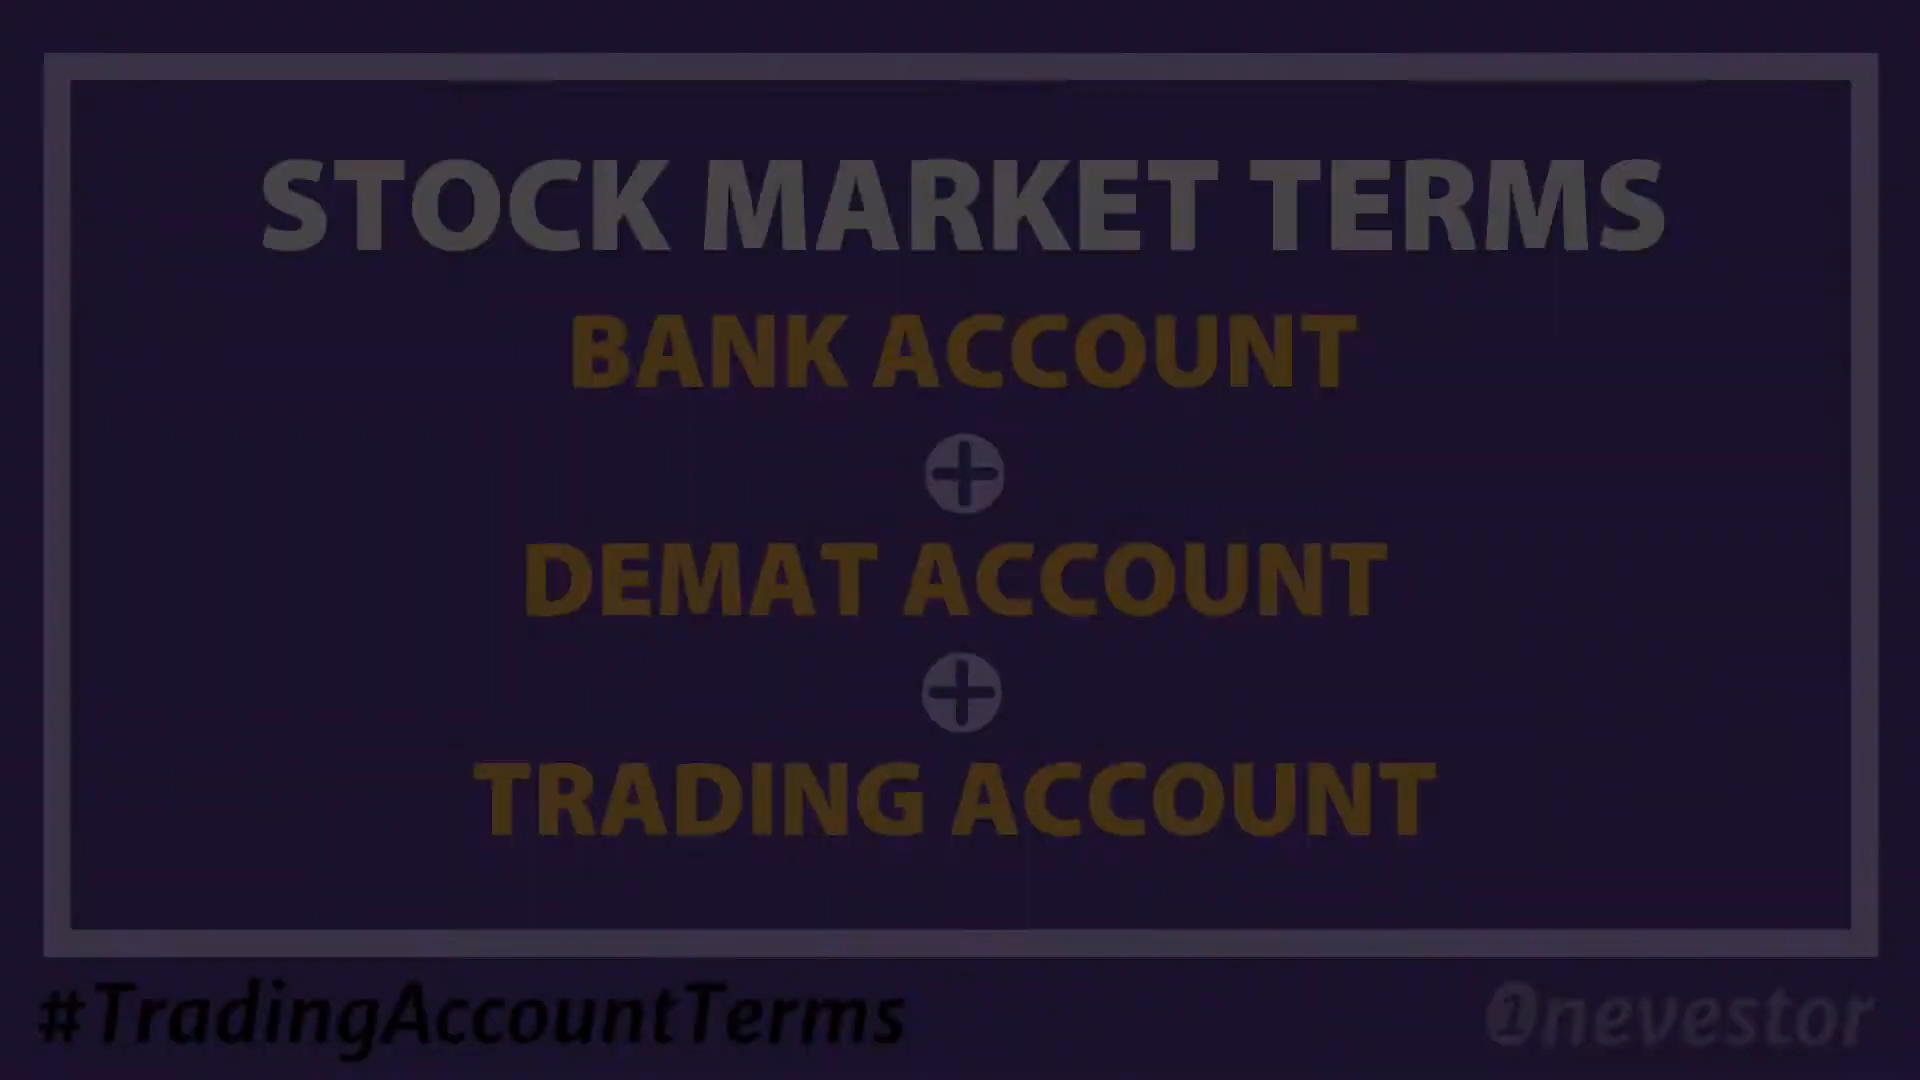 STOCK MARKET TERMS
BANK ACCOUNT
+
DEMAT ACCOUNT
+
TRADING ACCOUNT
#TradingAccountTerms
1nevestor